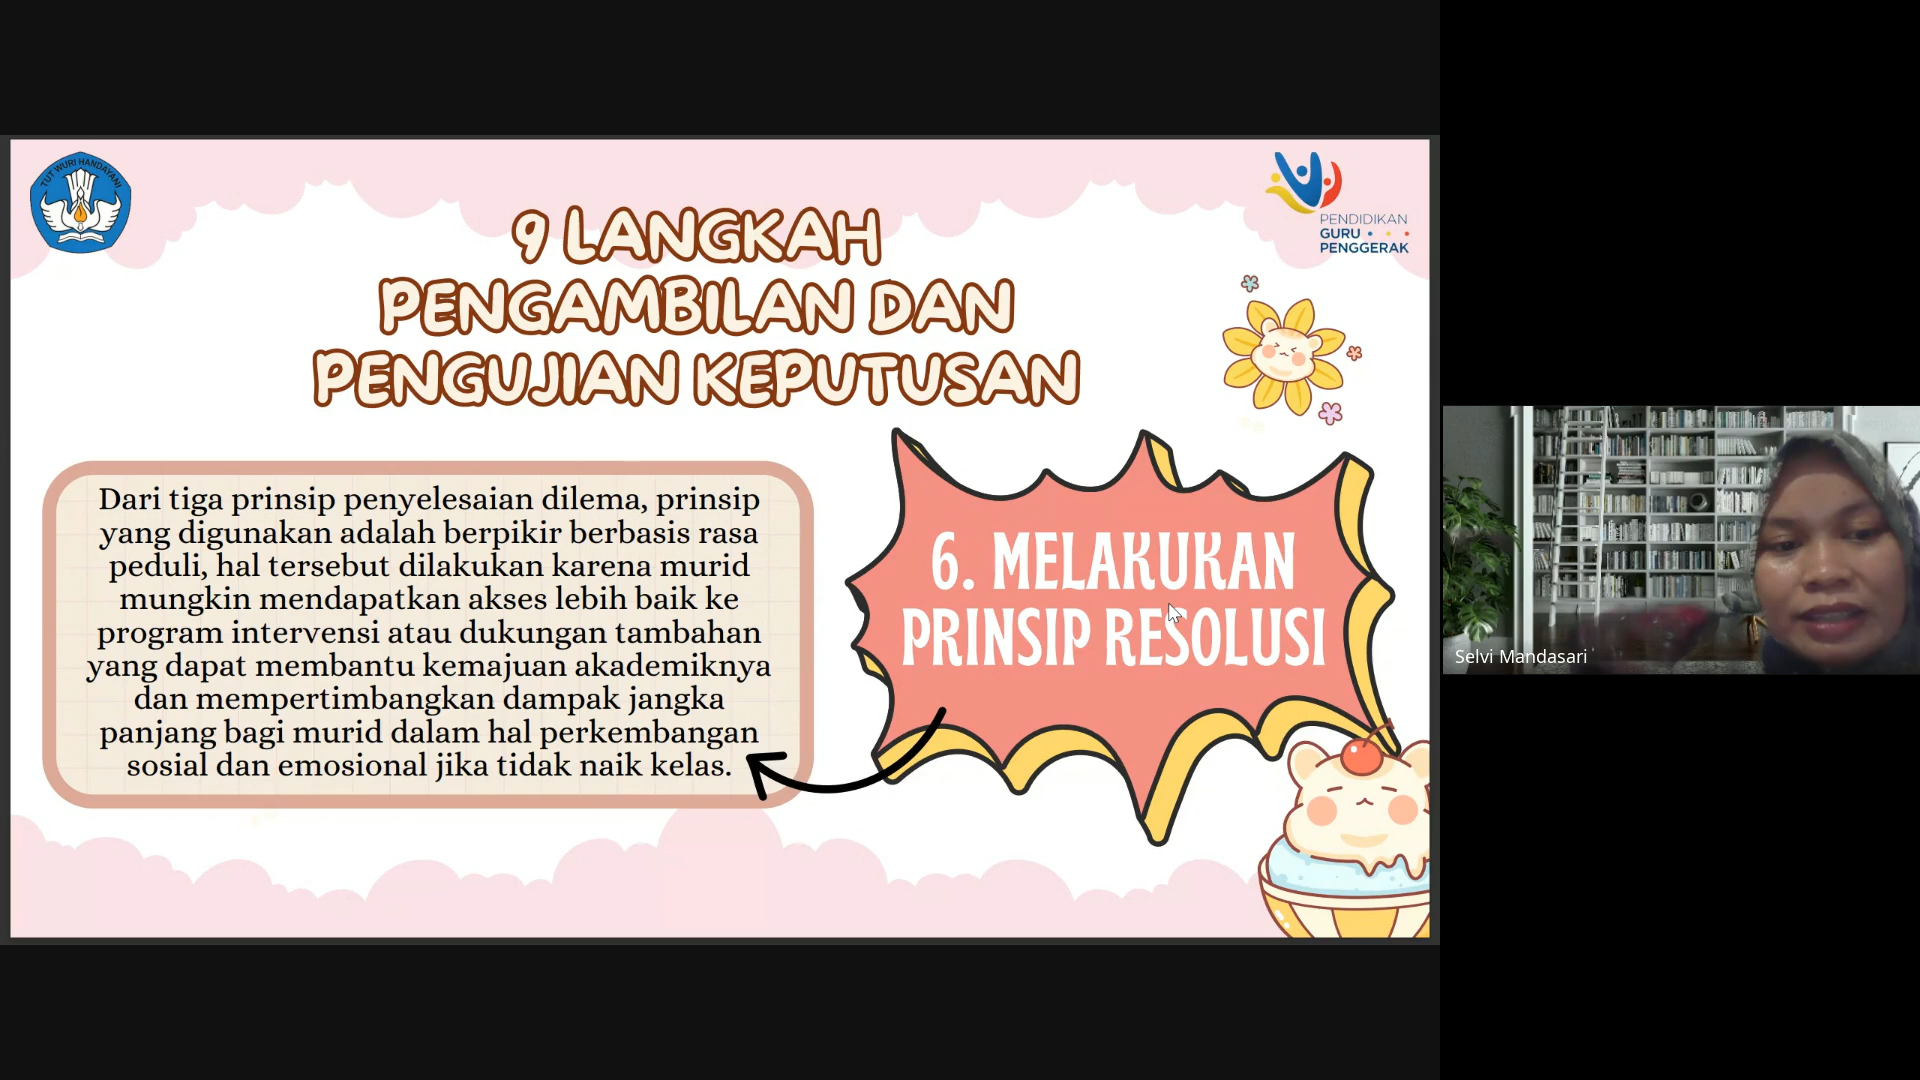 TUT WURI HANDAYANI
PENDIDIKAN
GURU
PENGGERAK
9 LANGKAH
PENGAMBILAN DAN
PENGUJIAN KEPUTUSAN
Dari tiga prinsip penyelesaian dilema, prinsip
yang digunakan adalah berpikir berbasis rasa
peduli, hal tersebut dilakukan karena murid
mungkin mendapatkan akses lebih baik ke
program intervensi atau dukungan tambahan
yang dapat membantu kemajuan akademiknya
dan mempertimbangkan dampak jangka
panjang bagi murid dalam hal perkembangan
sosial dan emosional jika tidak naik kelas.
6. MELAKUKAN
PRINSIP RESOLUSI
Selvi Mandasari